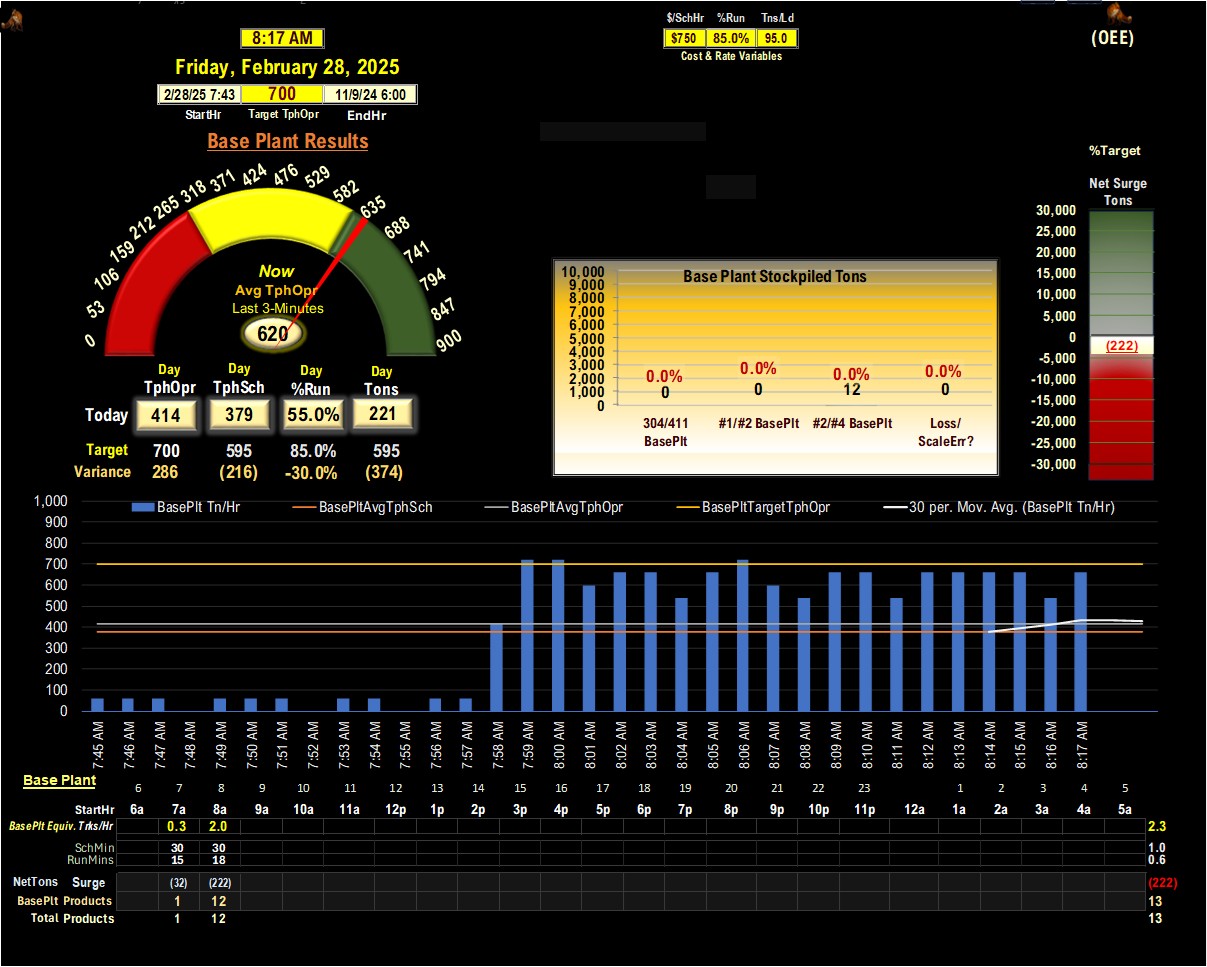 $/SchHr %Run Tns/Ld
8:17 AM
$750 85.0% 95.0
(OEE)
Cost & Rate Variables
Friday, February 28, 2025
2/28/25 7:43 700 11/9/24 6:00
StartHr Target TphOpr EndHr
Base Plant Results
%Target
Net Surge
Tons
0 53 106 159 212 265 318 371 424 476 529 582 635 688 741 794 847 900
Now
Avg TphOpr
Last 3-Minutes
620
30,000
25,000
20,000
15,000
10,000
5,000
0
(222)
-5,000
-10,000
-15,000
-20,000
-25,000
-30,000
Base Plant Stockpiled Tons
10,000
9,000
8,000
7,000
6,000
5,000
4,000
3,000
2,000
1,000
0
0.0% 0.0% 0.0% 0.0%
0 0 12 0
304/411 BasePlt
#1/#2 BasePlt
#2/#4 BasePlt
Loss/ ScaleErr?
Day Day Day Day
TphOpr TphSch %Run Tons
Today 414 379 55.0% 221
Target 700 595 85.0% 595
Variance 286 (216) -30.0% (374)
BasePlt Tn/Hr BasePltAvgTphSch BasePltAvgTphOpr BasePltTargetTphOpr 30 per. Mov. Avg. (BasePlt Tn/Hr)
1,000
900
800
700
600
500
400
300
200
100
0
7:45 AM 7:46 AM 7:47 AM 7:48 AM 7:49 AM 7:50 AM 7:51 AM 7:52 AM 7:53 AM 7:54 AM 7:55 AM 7:56 AM 7:57 AM 7:58 AM 7:59 AM 8:00 AM 8:01 AM 8:02 AM 8:03 AM 8:04 AM 8:05 AM 8:06 AM 8:07 AM 8:08 AM 8:09 AM 8:10 AM 8:11 AM 8:12 AM 8:13 AM 8:14 AM 8:15 AM 8:16 AM 8:17 AM
Base Plant
6 7 8 9 10 11 12 13 14 15 16 17 18 19 20 21 22 23 1 2 3 4 5
StartHr 6a 7a 8a 9a 10a 11a 12p 1p 2p 3p 4p 5p 6p 7p 8p 9p 10p 11p 12a 1a 2a 3a 4a 5a
BasePlt Equiv. Trks/Hr 0.3 2.0 2.3
SchMin 30 30 1.0
RunMins 15 18 0.6
NetTons Surge (32) (222) (222)
BasePlt Products 1 12 13
Total Products 1 12 13